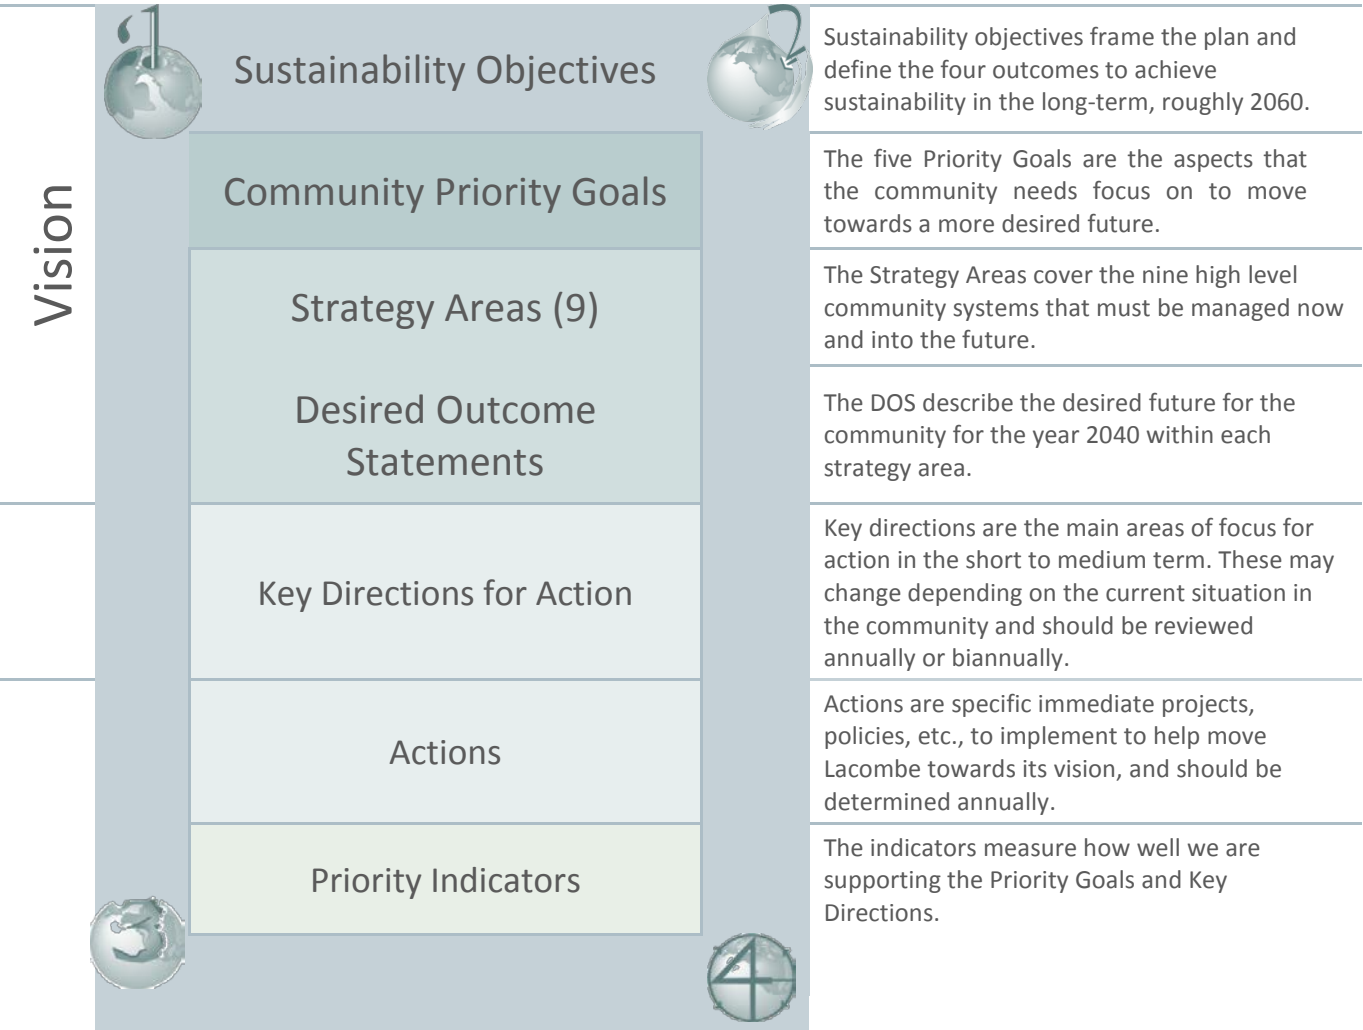 Vision
1
Sustainability Objectives
2
Sustainability objectives frame the plan and
define the four outcomes to achieve
sustainability in the long-term, roughly 2060.
Community Priority Goals
The five Priority Goals are the aspects that
the community needs focus on to move
towards a more desired future.
Strategy Areas (9)
The Strategy Areas cover the nine high level
community systems that must be managed now
and into the future.
Desired Outcome
Statements
The DOS describe the desired future for the
community for the year 2040 within each
strategy area.
Key Directions for Action
Key directions are the main areas of focus for
action in the short to medium term. These may
change depending on the current situation in
the community and should be reviewed
annually or biannually.
Actions
Actions are specific immediate projects,
policies, etc., to implement to help move
Lacombe towards its vision, and should be
determined annually.
Priority Indicators
The indicators measure how well we are
supporting the Priority Goals and Key
Directions.
3
4